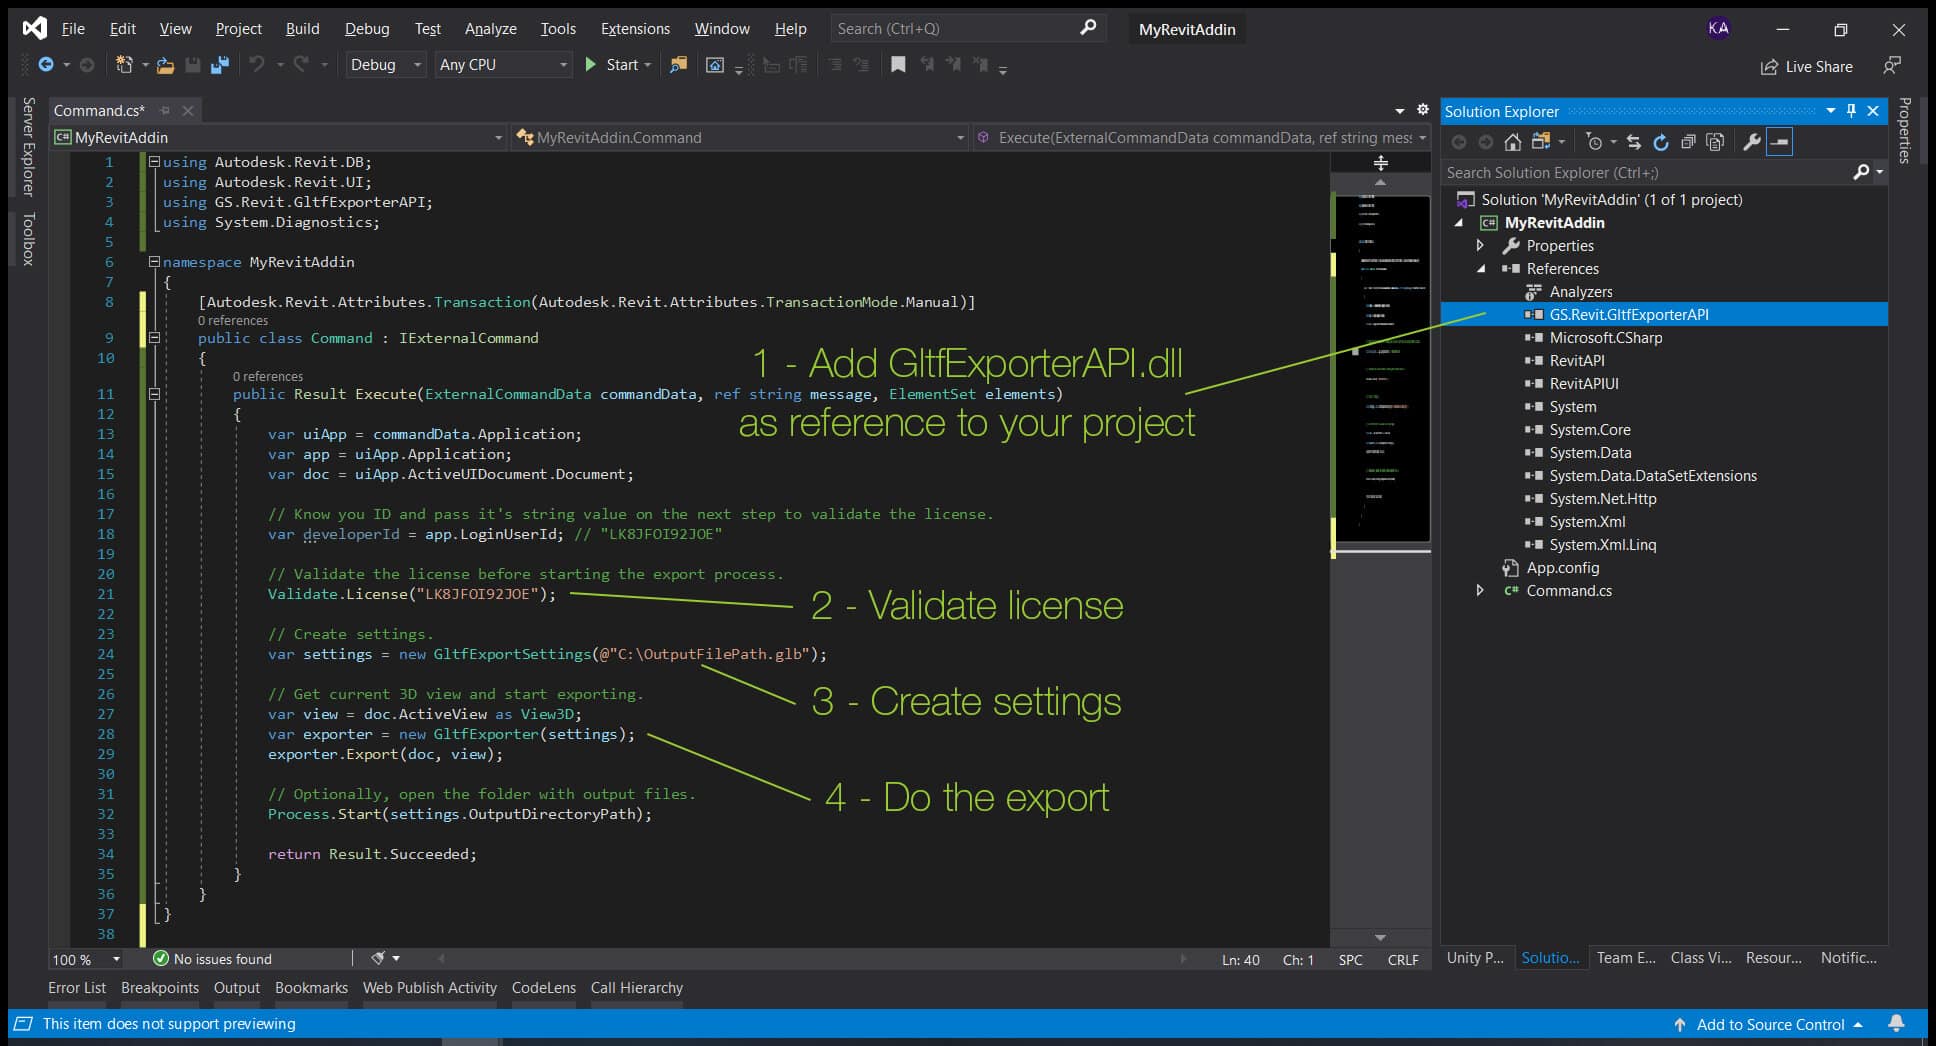 File Edit View Project Build Debug Test Analyze Tools Extensions Window Help Search (Ctrl+Q) MyRevitAddin KA
Debug Any CPU Start Live Share
Server Explorer
Toolbox
Command.cs*
MyRevitAddin MyRevitAddin.Command Execute(ExternalCommandData commandData, ref string mess
1 using Autodesk.Revit.DB;
2 using Autodesk.Revit.UI;
3 using GS.Revit.GltfExporterAPI;
4 using System.Diagnostics;
5
6 namespace MyRevitAddin
7 {
8 [Autodesk.Revit.Attributes.Transaction(Autodesk.Revit.Attributes.TransactionMode.Manual)]
0 references
9 public class Command : IExternalCommand
10 {
0 references
11 public Result Execute(ExternalCommandData commandData, ref string message, ElementSet elements)
12 {
13 var uiApp = commandData.Application;
14 var app = uiApp.Application;
15 var doc = uiApp.ActiveUIDocument.Document;
16
17 // Know you ID and pass it's string value on the next step to validate the license.
18 var developerId = app.LoginUserId; // "LK8JFOI92JOE"
19
20 // Validate the license before starting the export process.
21 Validate.License("LK8JFOI92JOE");
22
23 // Create settings.
24 var settings = new GltfExportSettings(@"C:\OutputFilePath.glb");
25
26 // Get current 3D view and start exporting.
27 var view = doc.ActiveView as View3D;
28 var exporter = new GltfExporter(settings);
29 exporter.Export(doc, view);
30
31 // Optionally, open the folder with output files.
32 Process.Start(settings.OutputDirectoryPath);
33
34 return Result.Succeeded;
35 }
36 }
37 }
38
1 - Add GltfExporterAPI.dll
as reference to your project
2 - Validate license
3 - Create settings
4 - Do the export
100 % No issues found Ln: 40 Ch: 1 SPC CRLF
Solution Explorer
Search Solution Explorer (Ctrl+;)
Solution 'MyRevitAddin' (1 of 1 project)
C# MyRevitAddin
Properties
References
Analyzers
GS.Revit.GltfExporterAPI
Microsoft.CSharp
RevitAPI
RevitAPIUI
System
System.Core
System.Data
System.Data.DataSetExtensions
System.Net.Http
System.Xml
System.Xml.Linq
App.config
C# Command.cs
Unity P... Solutio... Team E... Class Vi... Resour... Notific...
Properties
Error List Breakpoints Output Bookmarks Web Publish Activity CodeLens Call Hierarchy
This item does not support previewing Add to Source Control